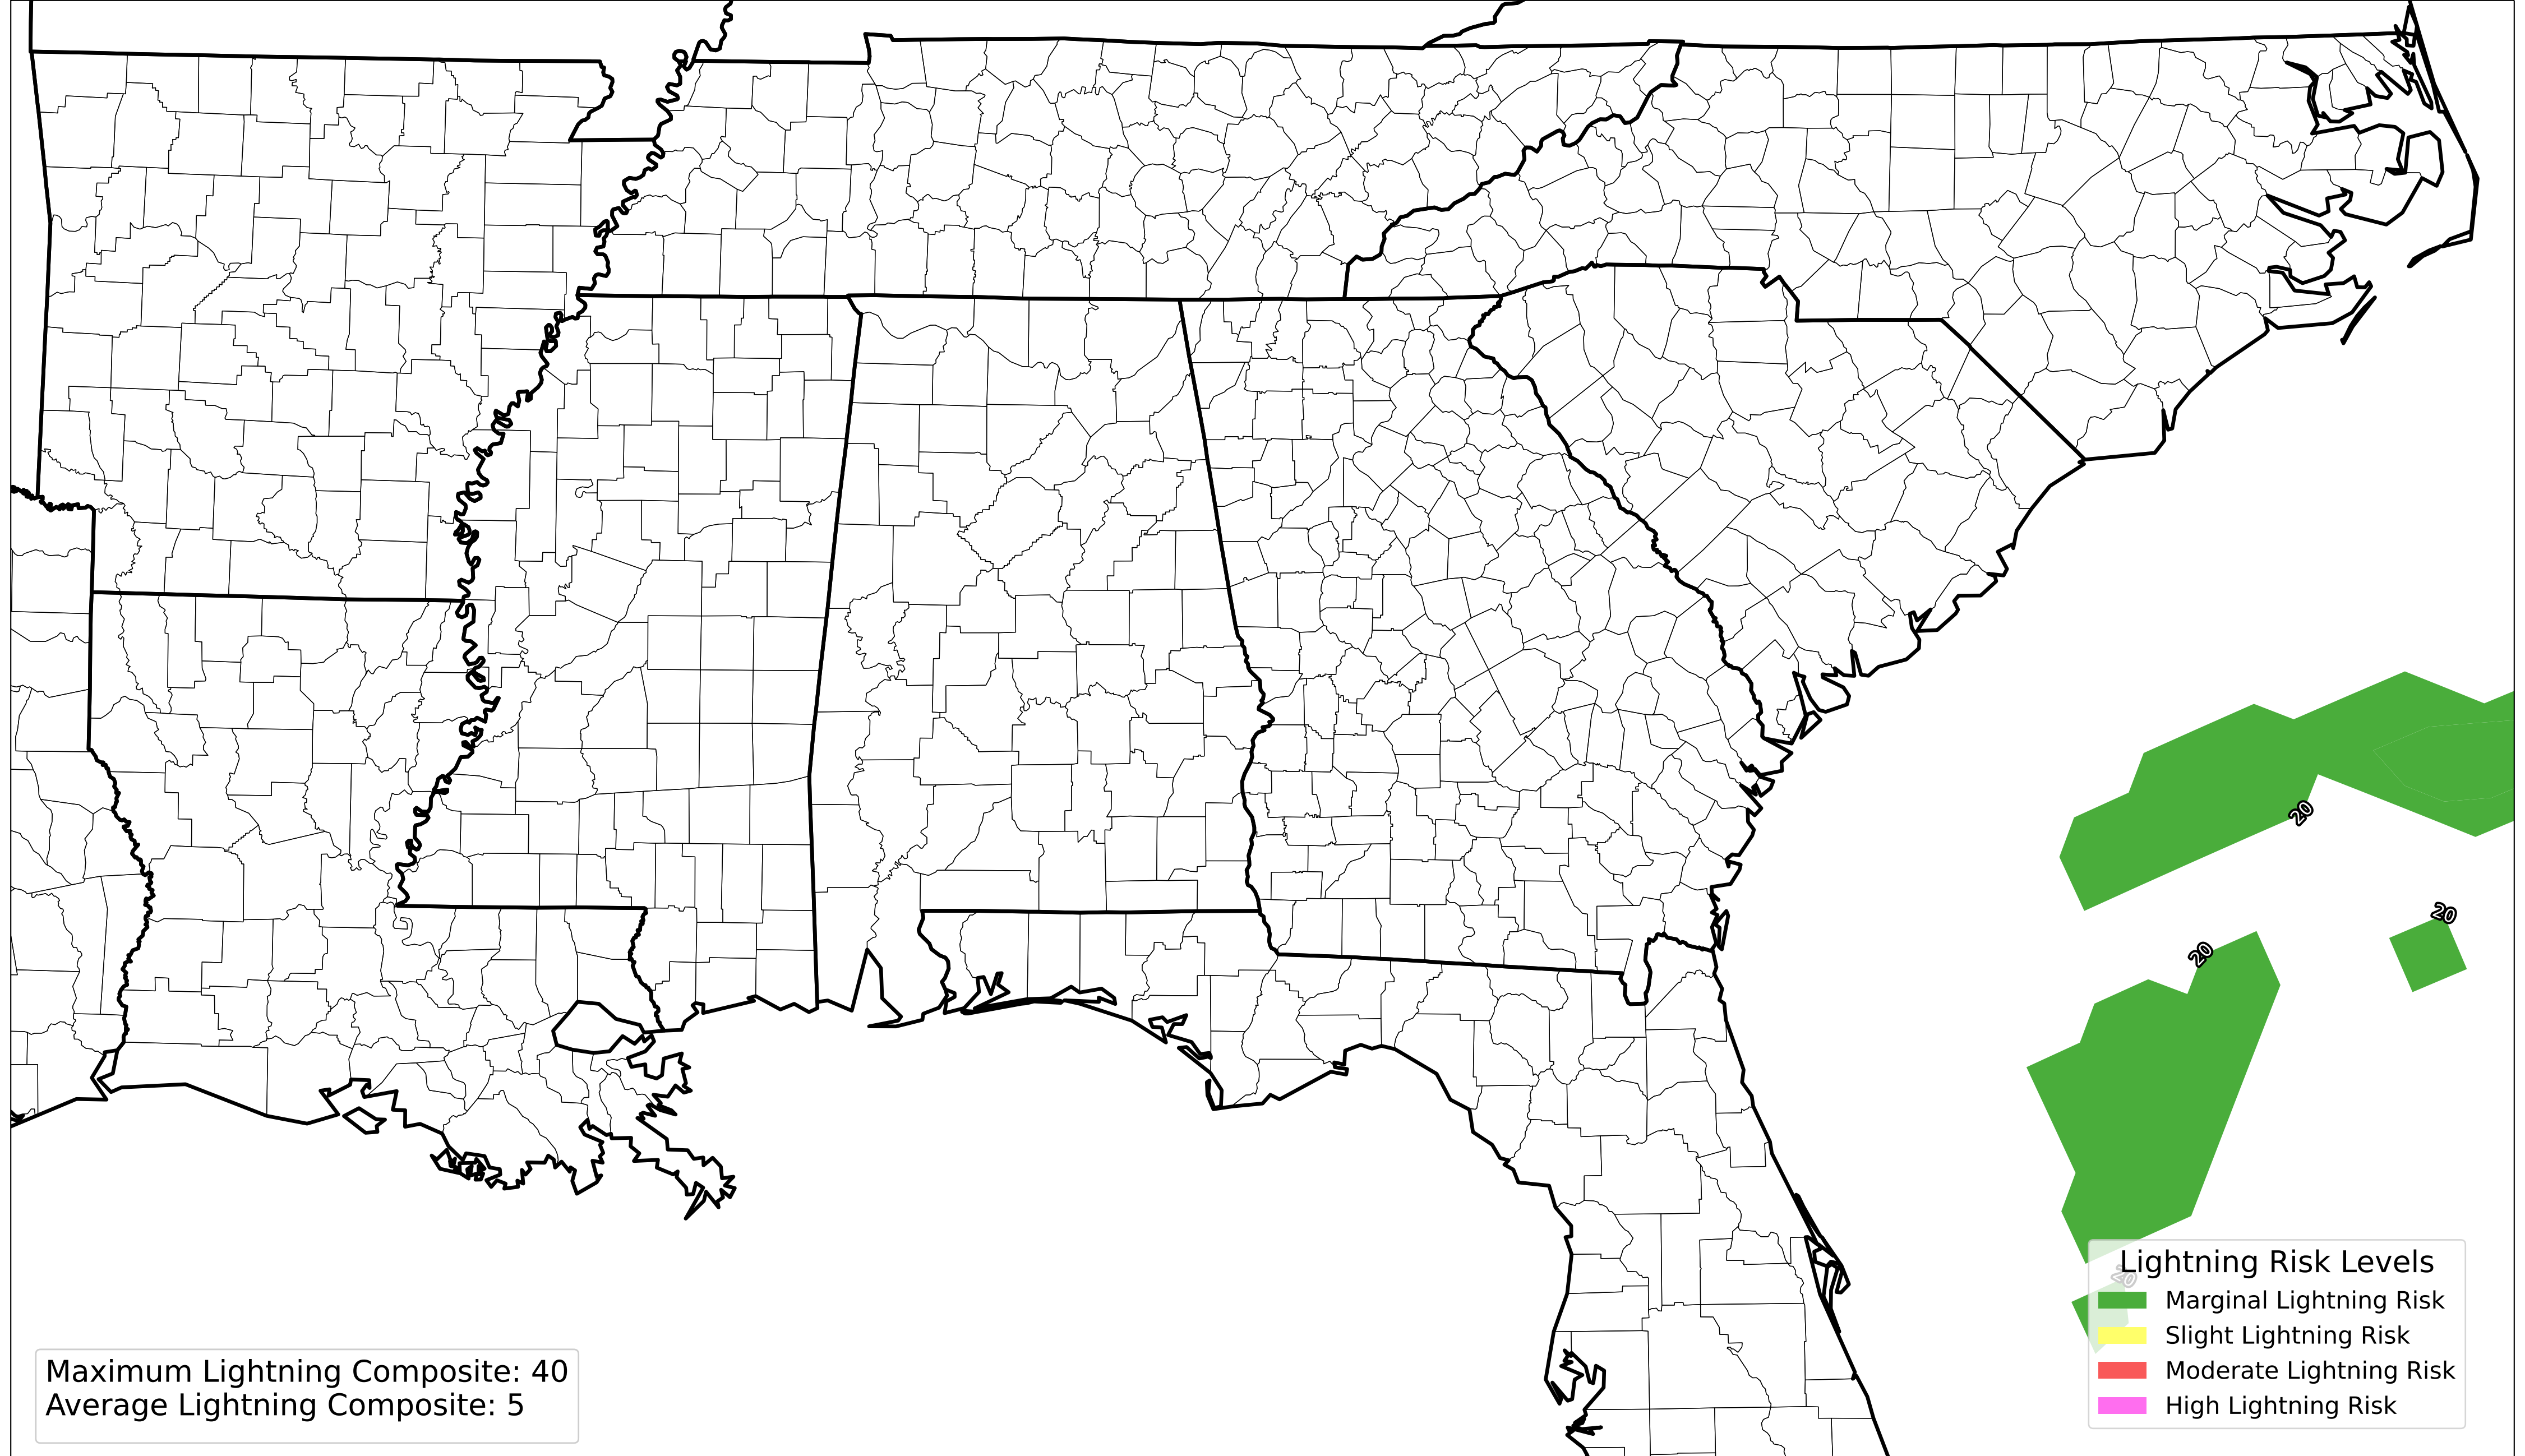 20
20
20
20
Lightning Risk Levels
Marginal Lightning Risk
Slight Lightning Risk
Moderate Lightning Risk
High Lightning Risk
Maximum Lightning Composite: 40
Average Lightning Composite: 5